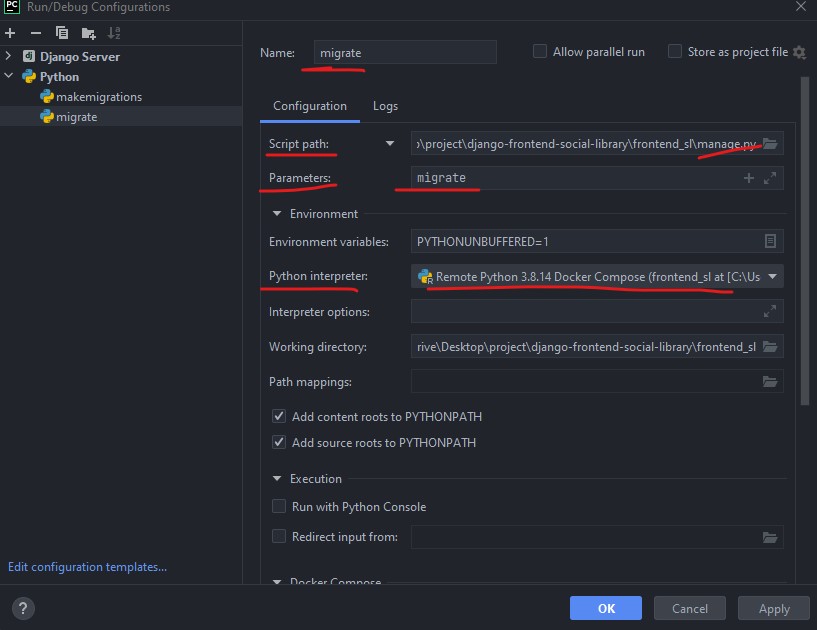 PC Run/Debug Configurations
Django Server
Python
makemigrations
migrate
Edit configuration templates...
Name: migrate Allow parallel run Store as project file
Configuration Logs
Script path: \project\django-frontend-social-library\frontend_sl\manage.py
Parameters: migrate
Environment
Environment variables: PYTHONUNBUFFERED=1
Python interpreter: Remote Python 3.8.14 Docker Compose (frontend_sl at [C:\Us
Interpreter options:
Working directory: rive\Desktop\project\django-frontend-social-library\frontend_sl
Path mappings:
Add content roots to PYTHONPATH
Add source roots to PYTHONPATH
Execution
Run with Python Console
Redirect input from:
Docker Compose
? OK Cancel Apply